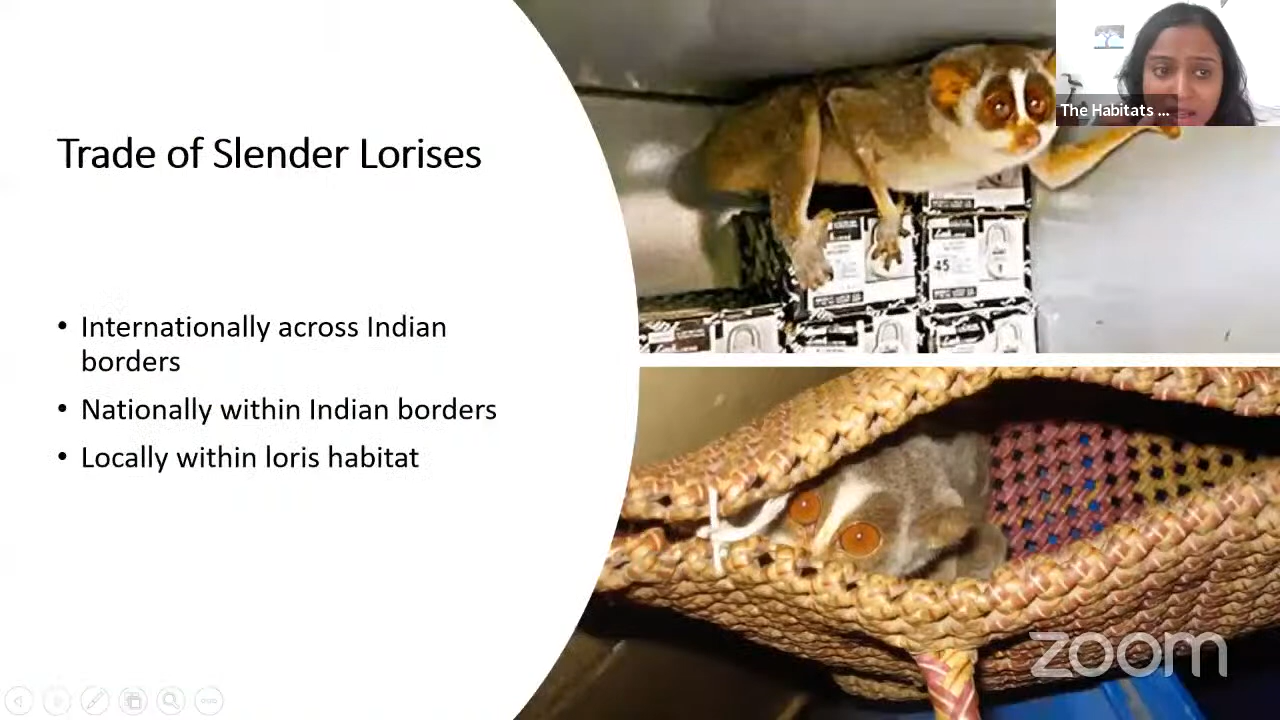 The Habitats ...
Trade of Slender Lorises
• Internationally across Indian
borders
• Nationally within Indian borders
• Locally within loris habitat
45
zoom